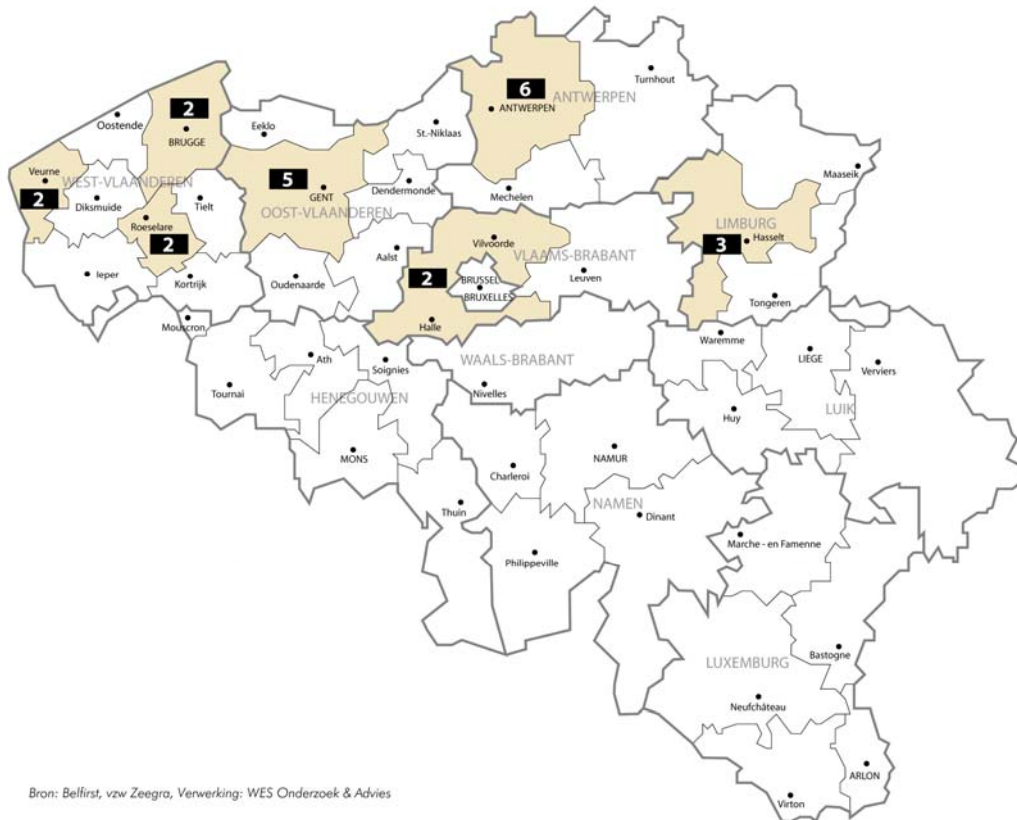 6
Turnhout
ANTWERPEN
ANTWERPEN
2
Oostende
BRUGGE
Eeklo
St.-Niklaas
Veurne
WEST-VLAANDEREN
2
Diksmuide
Tielt
5
GENT
OOST-VLAANDEREN
Dendermonde
Mechelen
Maaseik
Roeselare
2
LIMBURG
Hasselt
3
Vilvoorde
VLAAMS-BRABANT
Aalst
2
BRUSSEL
BRUXELLES
Leuven
Ieper
Kortrijk
Oudenaarde
Tongeren
Halle
Mouscron
Waremme
Ath
Soignies
WAALS-BRABANT
LIEGE
Verviers
Tournai
HENEGOUWEN
Nivelles
Huy
LUIK
MONS
Charleroi
NAMUR
Thuin
NAMEN
Dinant
Marche - en Famenne
Philippeville
Bastogne
LUXEMBURG
Neufchâteau
ARLON
Virton
Bron: Belfirst, vzw Zeegra, Verwerking: WES Onderzoek & Advies